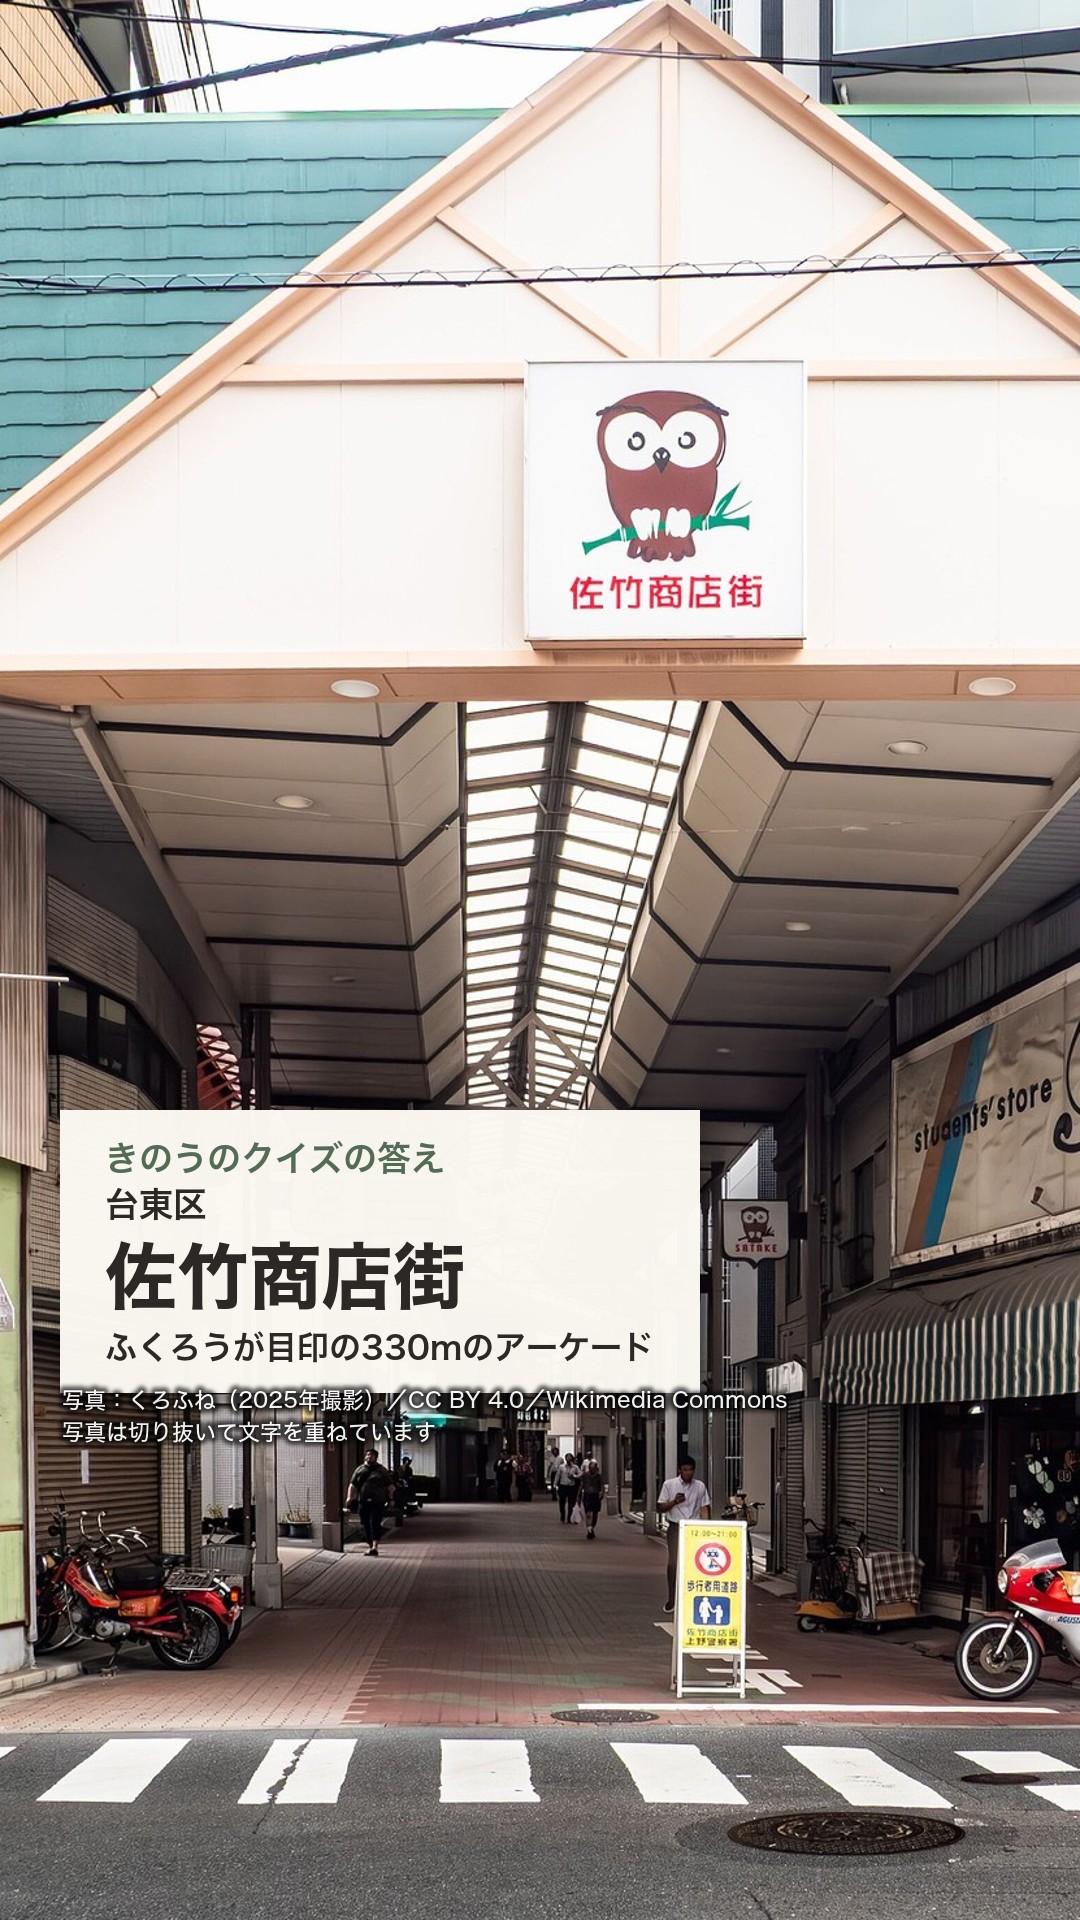 佐竹商店街
students' store
きのうのクイズの答え
台東区
佐竹商店街
ふくろうが目印の330mのアーケード
SATAKE
写真：くろふね（2025年撮影）／CC BY 4.0／Wikimedia Commons
写真は切り抜いて文字を重ねています
12:00～21:00
歩行者用道路
佐竹商店街
上野警察署